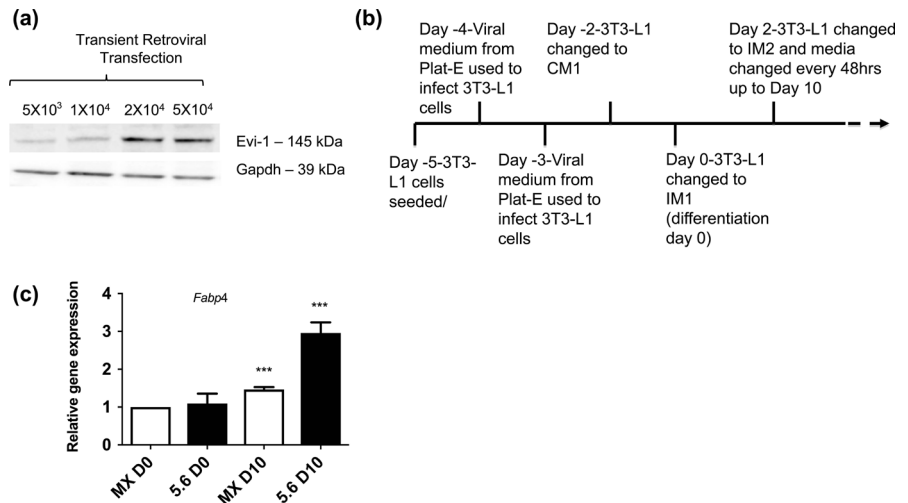 (a)
Transient Retroviral
Transfection
5X10³ 1X10⁴ 2X10⁴ 5X10⁴
Evi-1 – 145 kDa
Gapdh – 39 kDa
(b)
Day -4-Viral
medium from
Plat-E used to
infect 3T3-L1
cells
Day -2-3T3-L1
changed to
CM1
Day 2-3T3-L1 changed
to IM2 and media
changed every 48hrs
up to Day 10
Day -5-3T3-
L1 cells
seeded/
Day -3-Viral
medium from
Plat-E used to
infect 3T3-L1
cells
Day 0-3T3-L1
changed to
IM1
(differentiation
day 0)
(c)
Fabp4
Relative gene expression
4
3
2
1
0
***
***
MX D0
5.6 D0
MX D10
5.6 D10